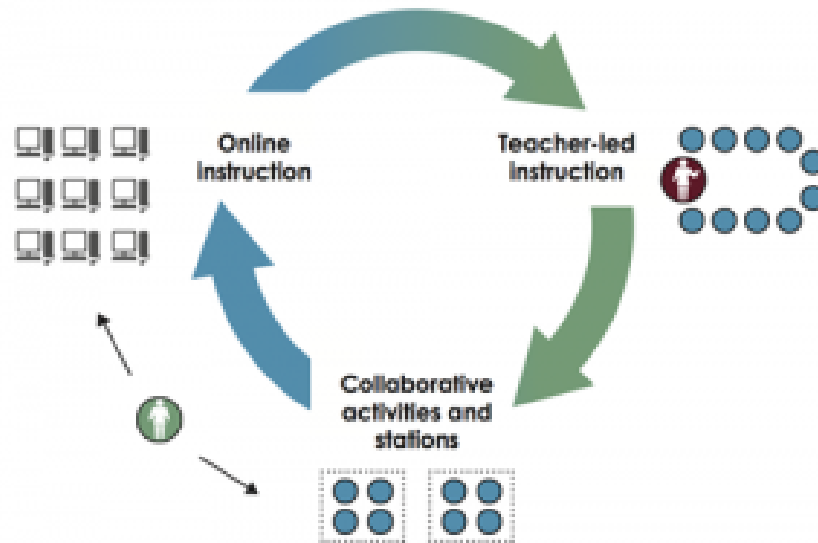 Online
instruction
Teacher-led
instruction
Collaborative
activities and
stations